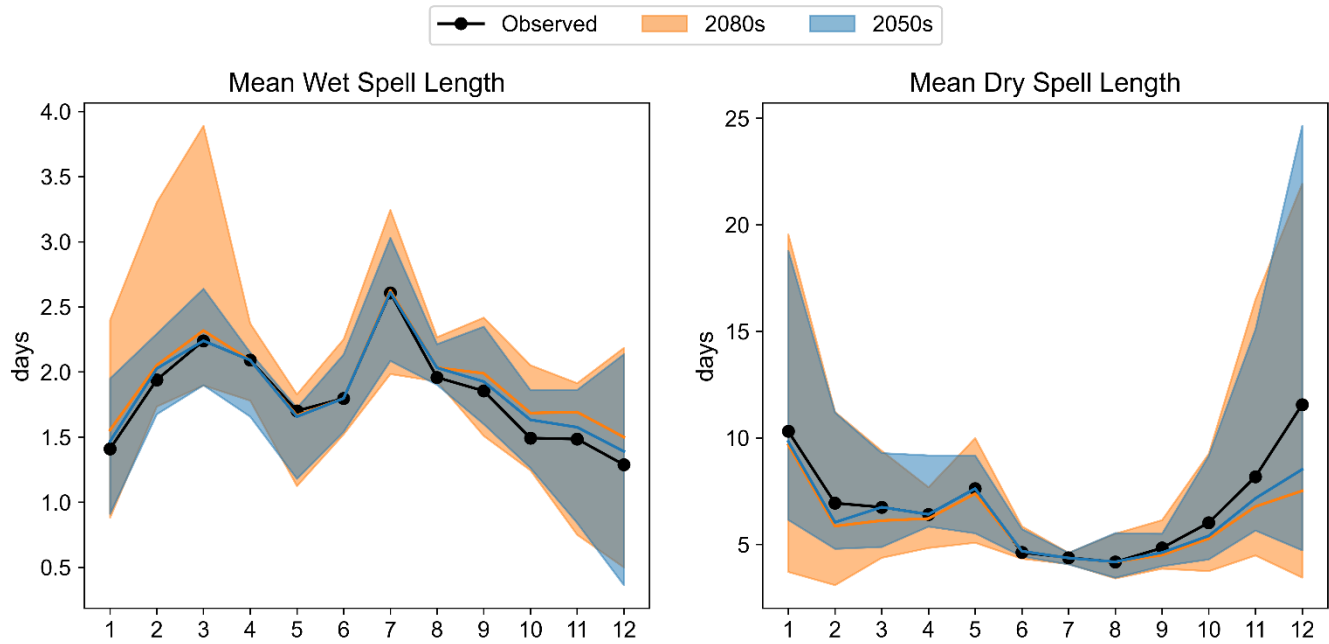 Observed 2080s 2050s
Mean Wet Spell Length
days
4.0
3.5
3.0
2.5
2.0
1.5
1.0
0.5
1 2 3 4 5 6 7 8 9 10 11 12
Mean Dry Spell Length
days
25
20
15
10
5
1 2 3 4 5 6 7 8 9 10 11 12